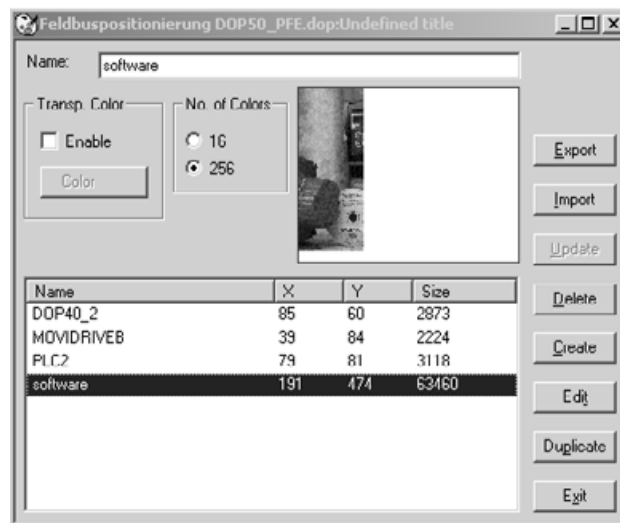 Feldbuspositionierung DOP50_PFE.dop:Undefined title
Name: software
Transp. Color
Enable
Color
No. of Colors
16
256
Export
Import
Update
Delete
Create
Edit
Duplicate
Exit
Name X Y Size
DOP40_2 85 60 2873
MOVIDRIVEB 39 84 2224
PLC2 79 81 3118
software 191 474 63460